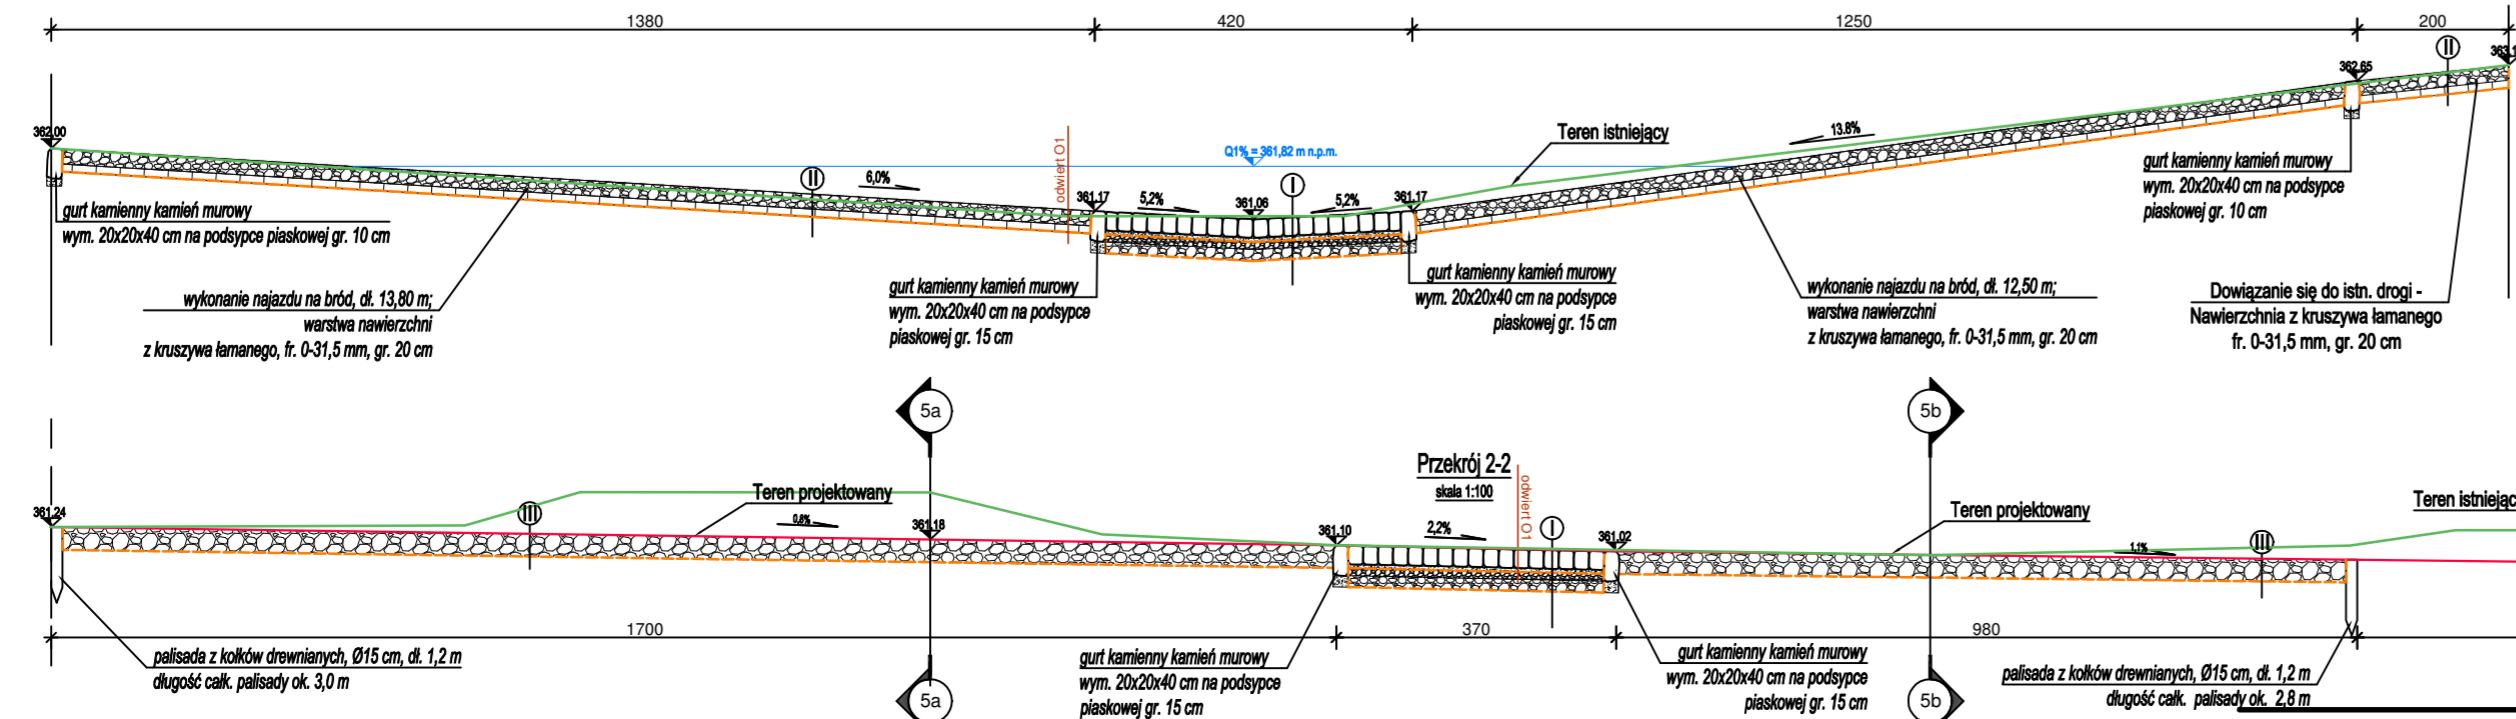 1380
420
1250
200
362.00
odwiert O1
Q1% = 361,82 m n.p.m.
Teren istniejący
13.8%
362.65
II
363.1
gurt kamienny kamień murowy
wym. 20x20x40 cm na podsypce piaskowej gr. 10 cm
II
6,0%
361.17
5,2%
361.06
I
5,2%
361.17
gurt kamienny kamień murowy
wym. 20x20x40 cm na podsypce
piaskowej gr. 10 cm
wykonanie najazdu na bród, dł. 13,80 m;
warstwa nawierzchni
z kruszywa łamanego, fr. 0-31,5 mm, gr. 20 cm
gurt kamienny kamień murowy
wym. 20x20x40 cm na podsypce
piaskowej gr. 15 cm
gurt kamienny kamień murowy
wym. 20x20x40 cm na podsypce
piaskowej gr. 15 cm
wykonanie najazdu na bród, dł. 12,50 m;
warstwa nawierzchni
z kruszywa łamanego, fr. 0-31,5 mm, gr. 20 cm
Dowiązanie się do istn. drogi -
Nawierzchnia z kruszywa łamanego
fr. 0-31,5 mm, gr. 20 cm
5a
5b
Przekrój 2-2
skala 1:100
odwiert O1
361.24
III
Teren projektowany
0,8%
361.18
361.10
2,2%
I
361.02
Teren projektowany
1,1%
III
Teren istniejąc
1700
370
980
palisada z kołków drewnianych, Ø15 cm, dł. 1,2 m
długość całk. palisady ok. 3,0 m
5a
gurt kamienny kamień murowy
wym. 20x20x40 cm na podsypce
piaskowej gr. 15 cm
gurt kamienny kamień murowy
wym. 20x20x40 cm na podsypce
piaskowej gr. 15 cm
5b
palisada z kołków drewnianych, Ø15 cm, dł. 1,2 m
długość całk. palisady ok. 2,8 m